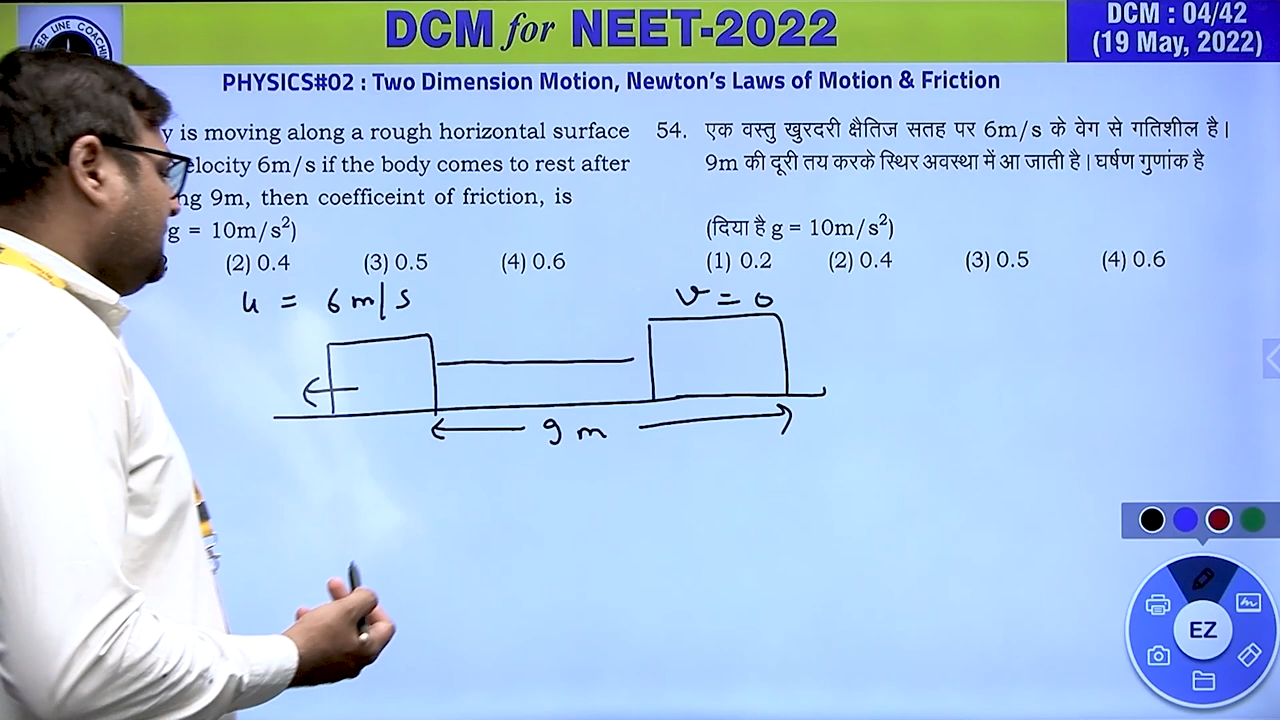 DCM for NEET-2022
DCM : 04/42
(19 May, 2022)
LINE COACHI
PHYSICS#02 : Two Dimension Motion, Newton's Laws of Motion & Friction
y is moving along a rough horizontal surface
elocity 6m/s if the body comes to rest after
ng 9m, then coefficeint of friction, is
g = 10m/s²)
(2) 0.4 (3) 0.5 (4) 0.6
54. एक वस्तु खुरदरी क्षैतिज सतह पर 6m/s के वेग से गतिशील है।
9m की दूरी तय करके स्थिर अवस्था में आ जाती है। घर्षण गुणांक है
(दिया है g = 10m/s²)
(1) 0.2 (2) 0.4 (3) 0.5 (4) 0.6
u = 6 m/s
v = 0
9 m
EZ